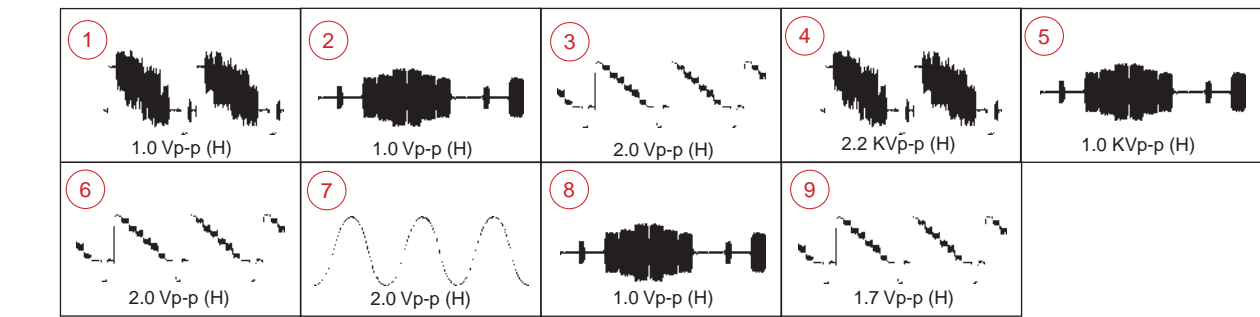 1 2 3 4 5
1.0 Vp-p (H) 1.0 Vp-p (H) 2.0 Vp-p (H) 2.2 KVp-p (H) 1.0 KVp-p (H)
6 7 8 9
2.0 Vp-p (H) 2.0 Vp-p (H) 1.0 Vp-p (H) 1.7 Vp-p (H)